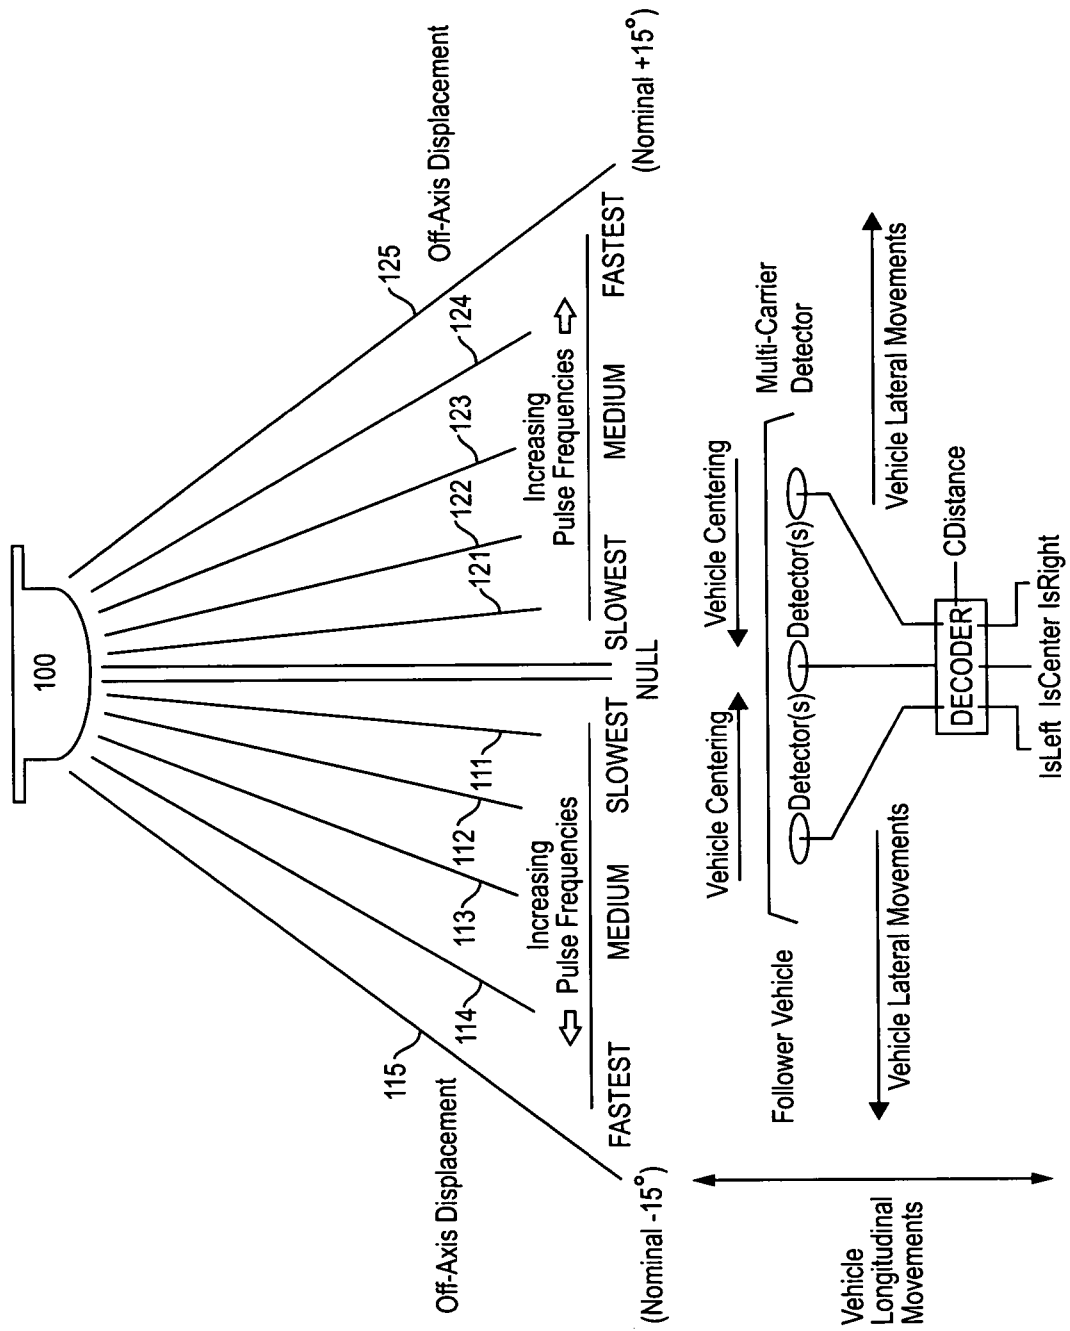 100
Off-Axis Displacement
115
114
113
112
111
121
122
123
124
125
Off-Axis Displacement
Increasing
Pulse Frequencies
Increasing
Pulse Frequencies
(Nominal -15°)
FASTEST
MEDIUM
SLOWEST
NULL
SLOWEST
MEDIUM
FASTEST
(Nominal +15°)
Follower Vehicle
Vehicle Centering
Vehicle Centering
Multi-Carrier
Detector
Detector(s)
Detector(s)
Vehicle
Longitudinal
Movements
Vehicle Lateral Movements
Vehicle Lateral Movements
DECODER
CDistance
IsLeft
IsCenter
IsRight